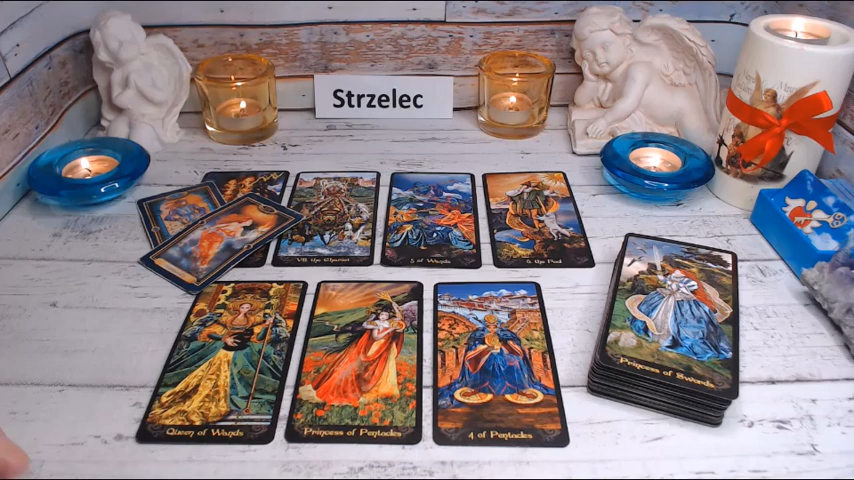 Strzelec
VII the Chariot
5 of Wands
0. the Fool
Queen of Wands
Princess of Pentacles
4 of Pentacles
Princess of Swords